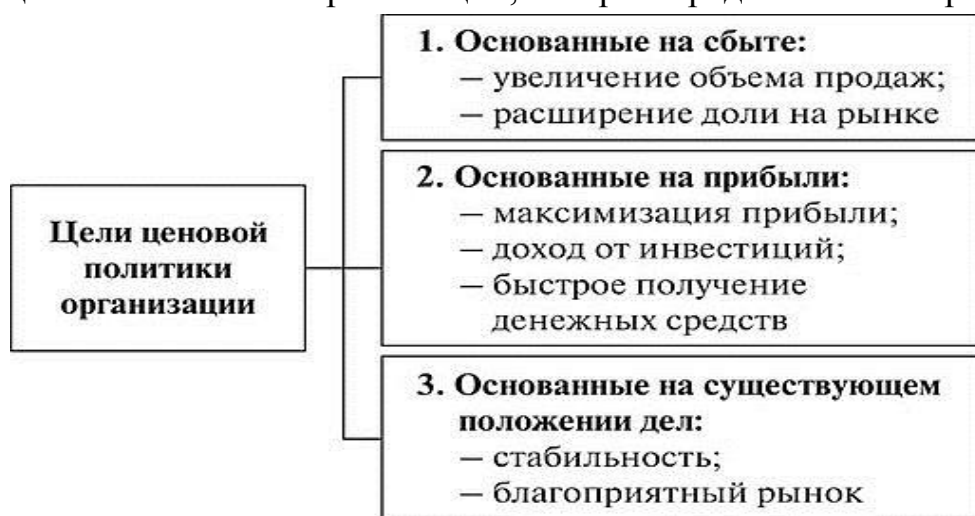 Цели ценовой
политики
организации
1. Основанные на сбыте:
– увеличение объема продаж;
– расширение доли на рынке
2. Основанные на прибыли:
– максимизация прибыли;
– доход от инвестиций;
– быстрое получение
денежных средств
3. Основанные на существующем
положении дел:
– стабильность;
– благоприятный рынок